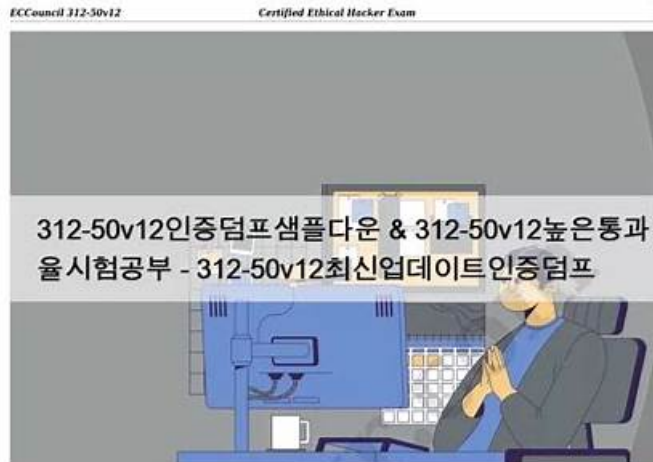 ECCouncil 312-50v12 Certified Ethical Hacker Exam
312-50v12인증덤프샘플다운 & 312-50v12높은통과
율시험공부 - 312-50v12최신업데이트인증덤프